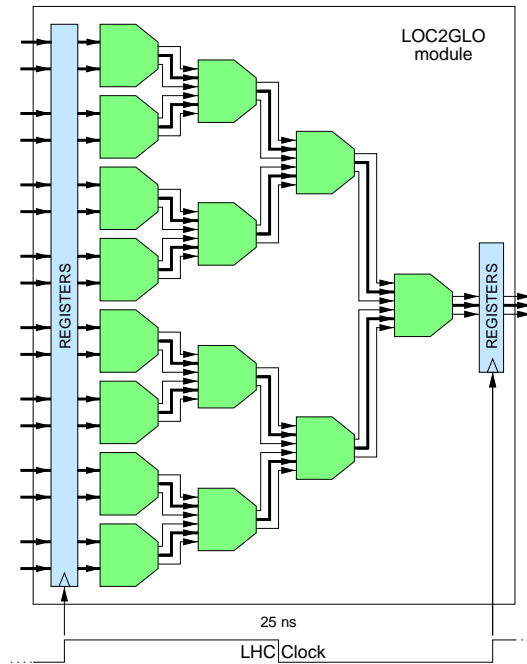 LOC2GLO
module
REGISTERS
REGISTERS
25 ns
LHC Clock